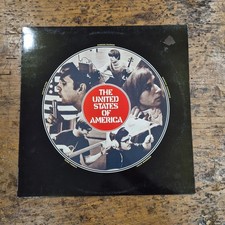 THE
UNITED
STATES OF
AMERICA